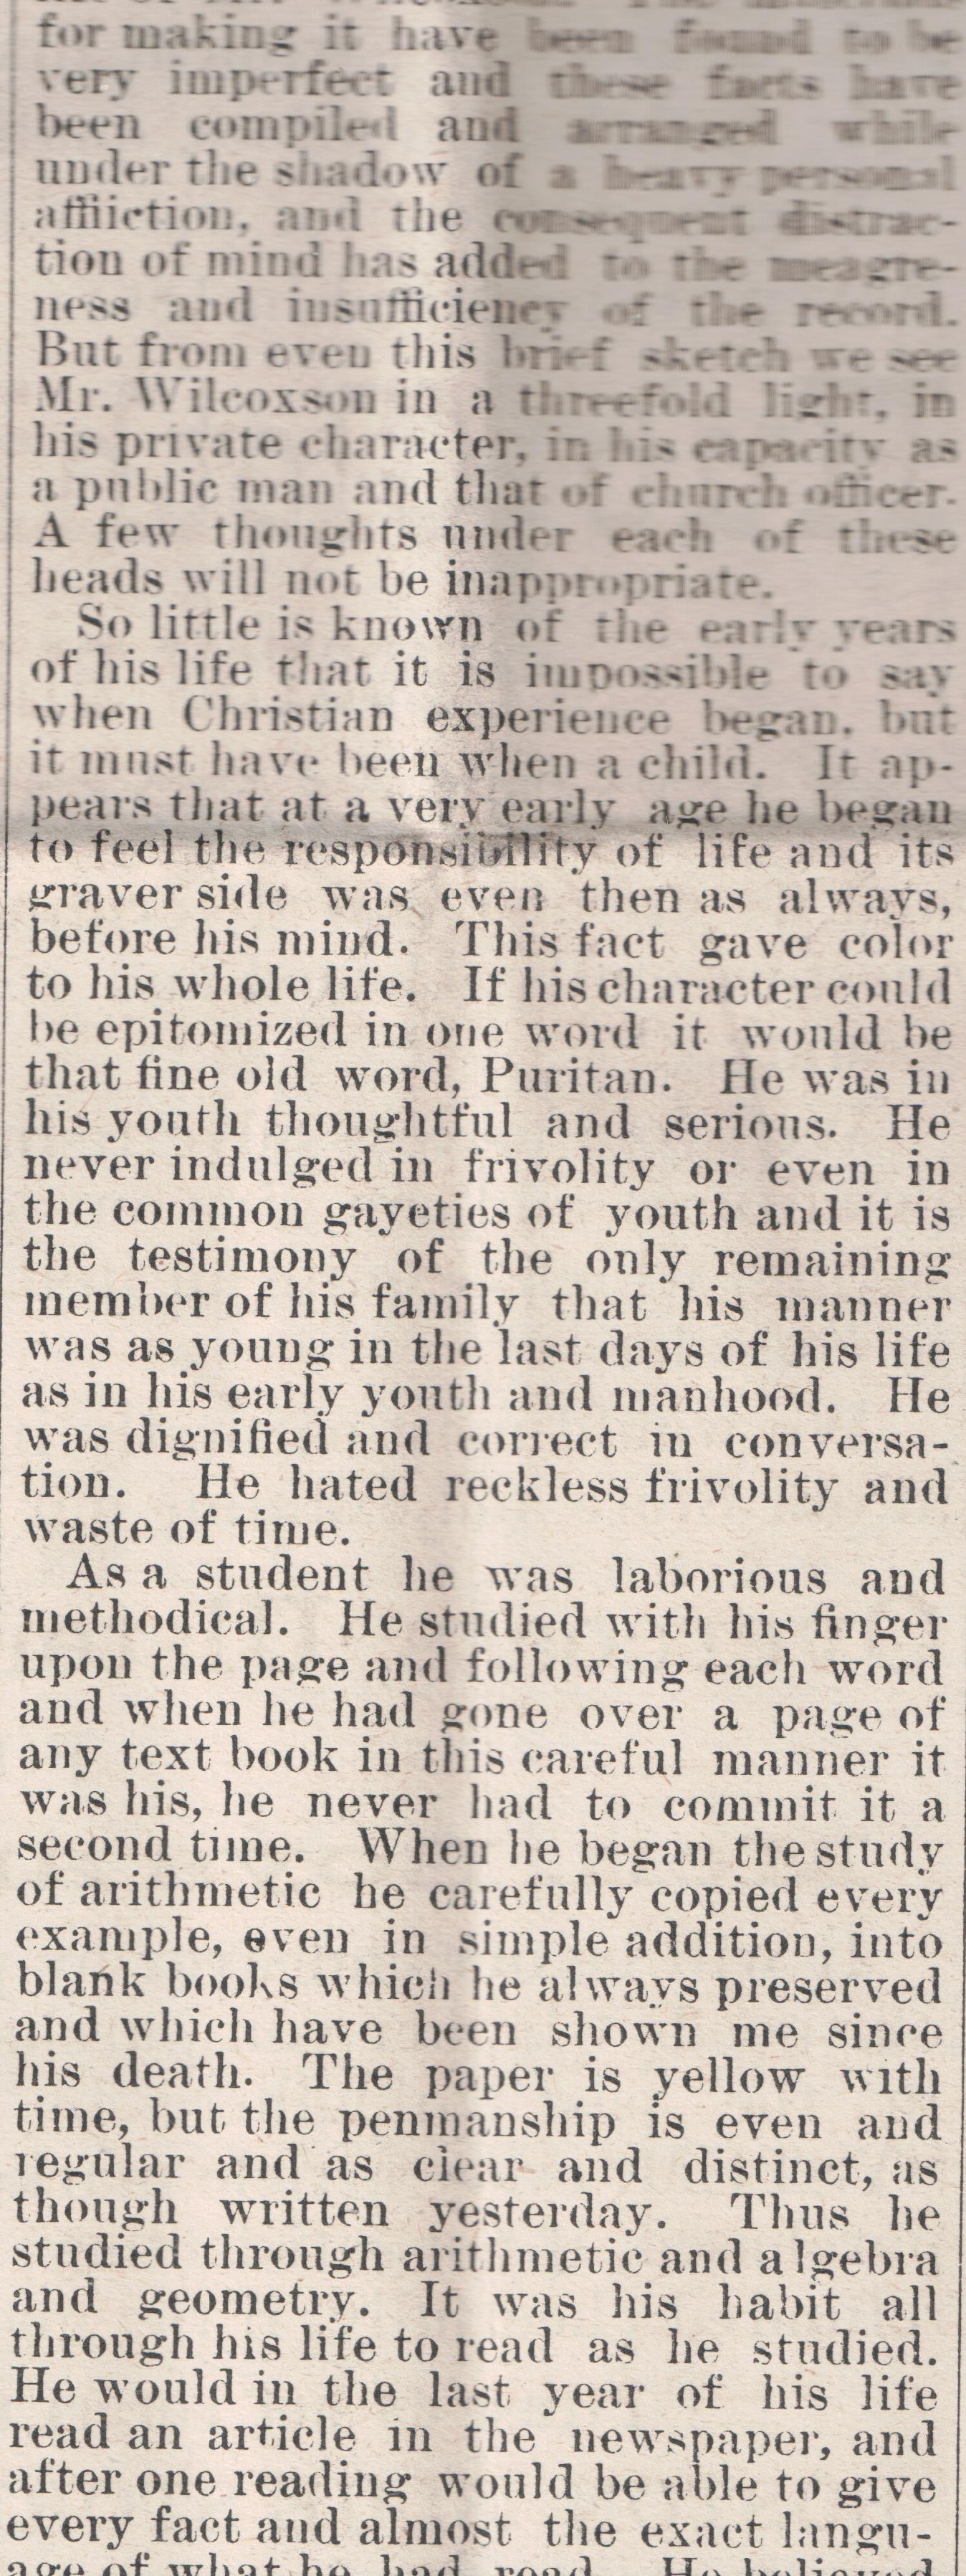 for making it have been found to be
very imperfect and these facts have
been compiled and arranged while
under the shadow of a heavy personal
affliction, and the consequent distrac-
tion of mind has added to the meagre-
ness and insufficiency of the record.
But from even this brief sketch we see
Mr. Wilcoxson in a threefold light, in
his private character, in his capacity as
a public man and that of church officer.
A few thoughts under each of these
heads will not be inappropriate.
So little is known of the early years
of his life that it is impossible to say
when Christian experience began, but
it must have been when a child. It ap-
pears that at a very early age he began
to feel the responsibility of life and its
graver side was even then as always,
before his mind. This fact gave color
to his whole life. If his character could
be epitomized in one word it would be
that fine old word, Puritan. He was in
his youth thoughtful and serious. He
never indulged in frivolity or even in
the common gayeties of youth and it is
the testimony of the only remaining
member of his family that his manner
was as young in the last days of his life
as in his early youth and manhood. He
was dignified and correct in conversa-
tion. He hated reckless frivolity and
waste of time.
As a student he was laborious and
methodical. He studied with his finger
upon the page and following each word
and when he had gone over a page of
any text book in this careful manner it
was his, he never had to commit it a
second time. When he began the study
of arithmetic he carefully copied every
example, even in simple addition, into
blank books which he always preserved
and which have been shown me since
his death. The paper is yellow with
time, but the penmanship is even and
regular and as clear and distinct, as
though written yesterday. Thus he
studied through arithmetic and algebra
and geometry. It was his habit all
through his life to read as he studied.
He would in the last year of his life
read an article in the newspaper, and
after one reading would be able to give
every fact and almost the exact langu-
age of what he had read. He believed